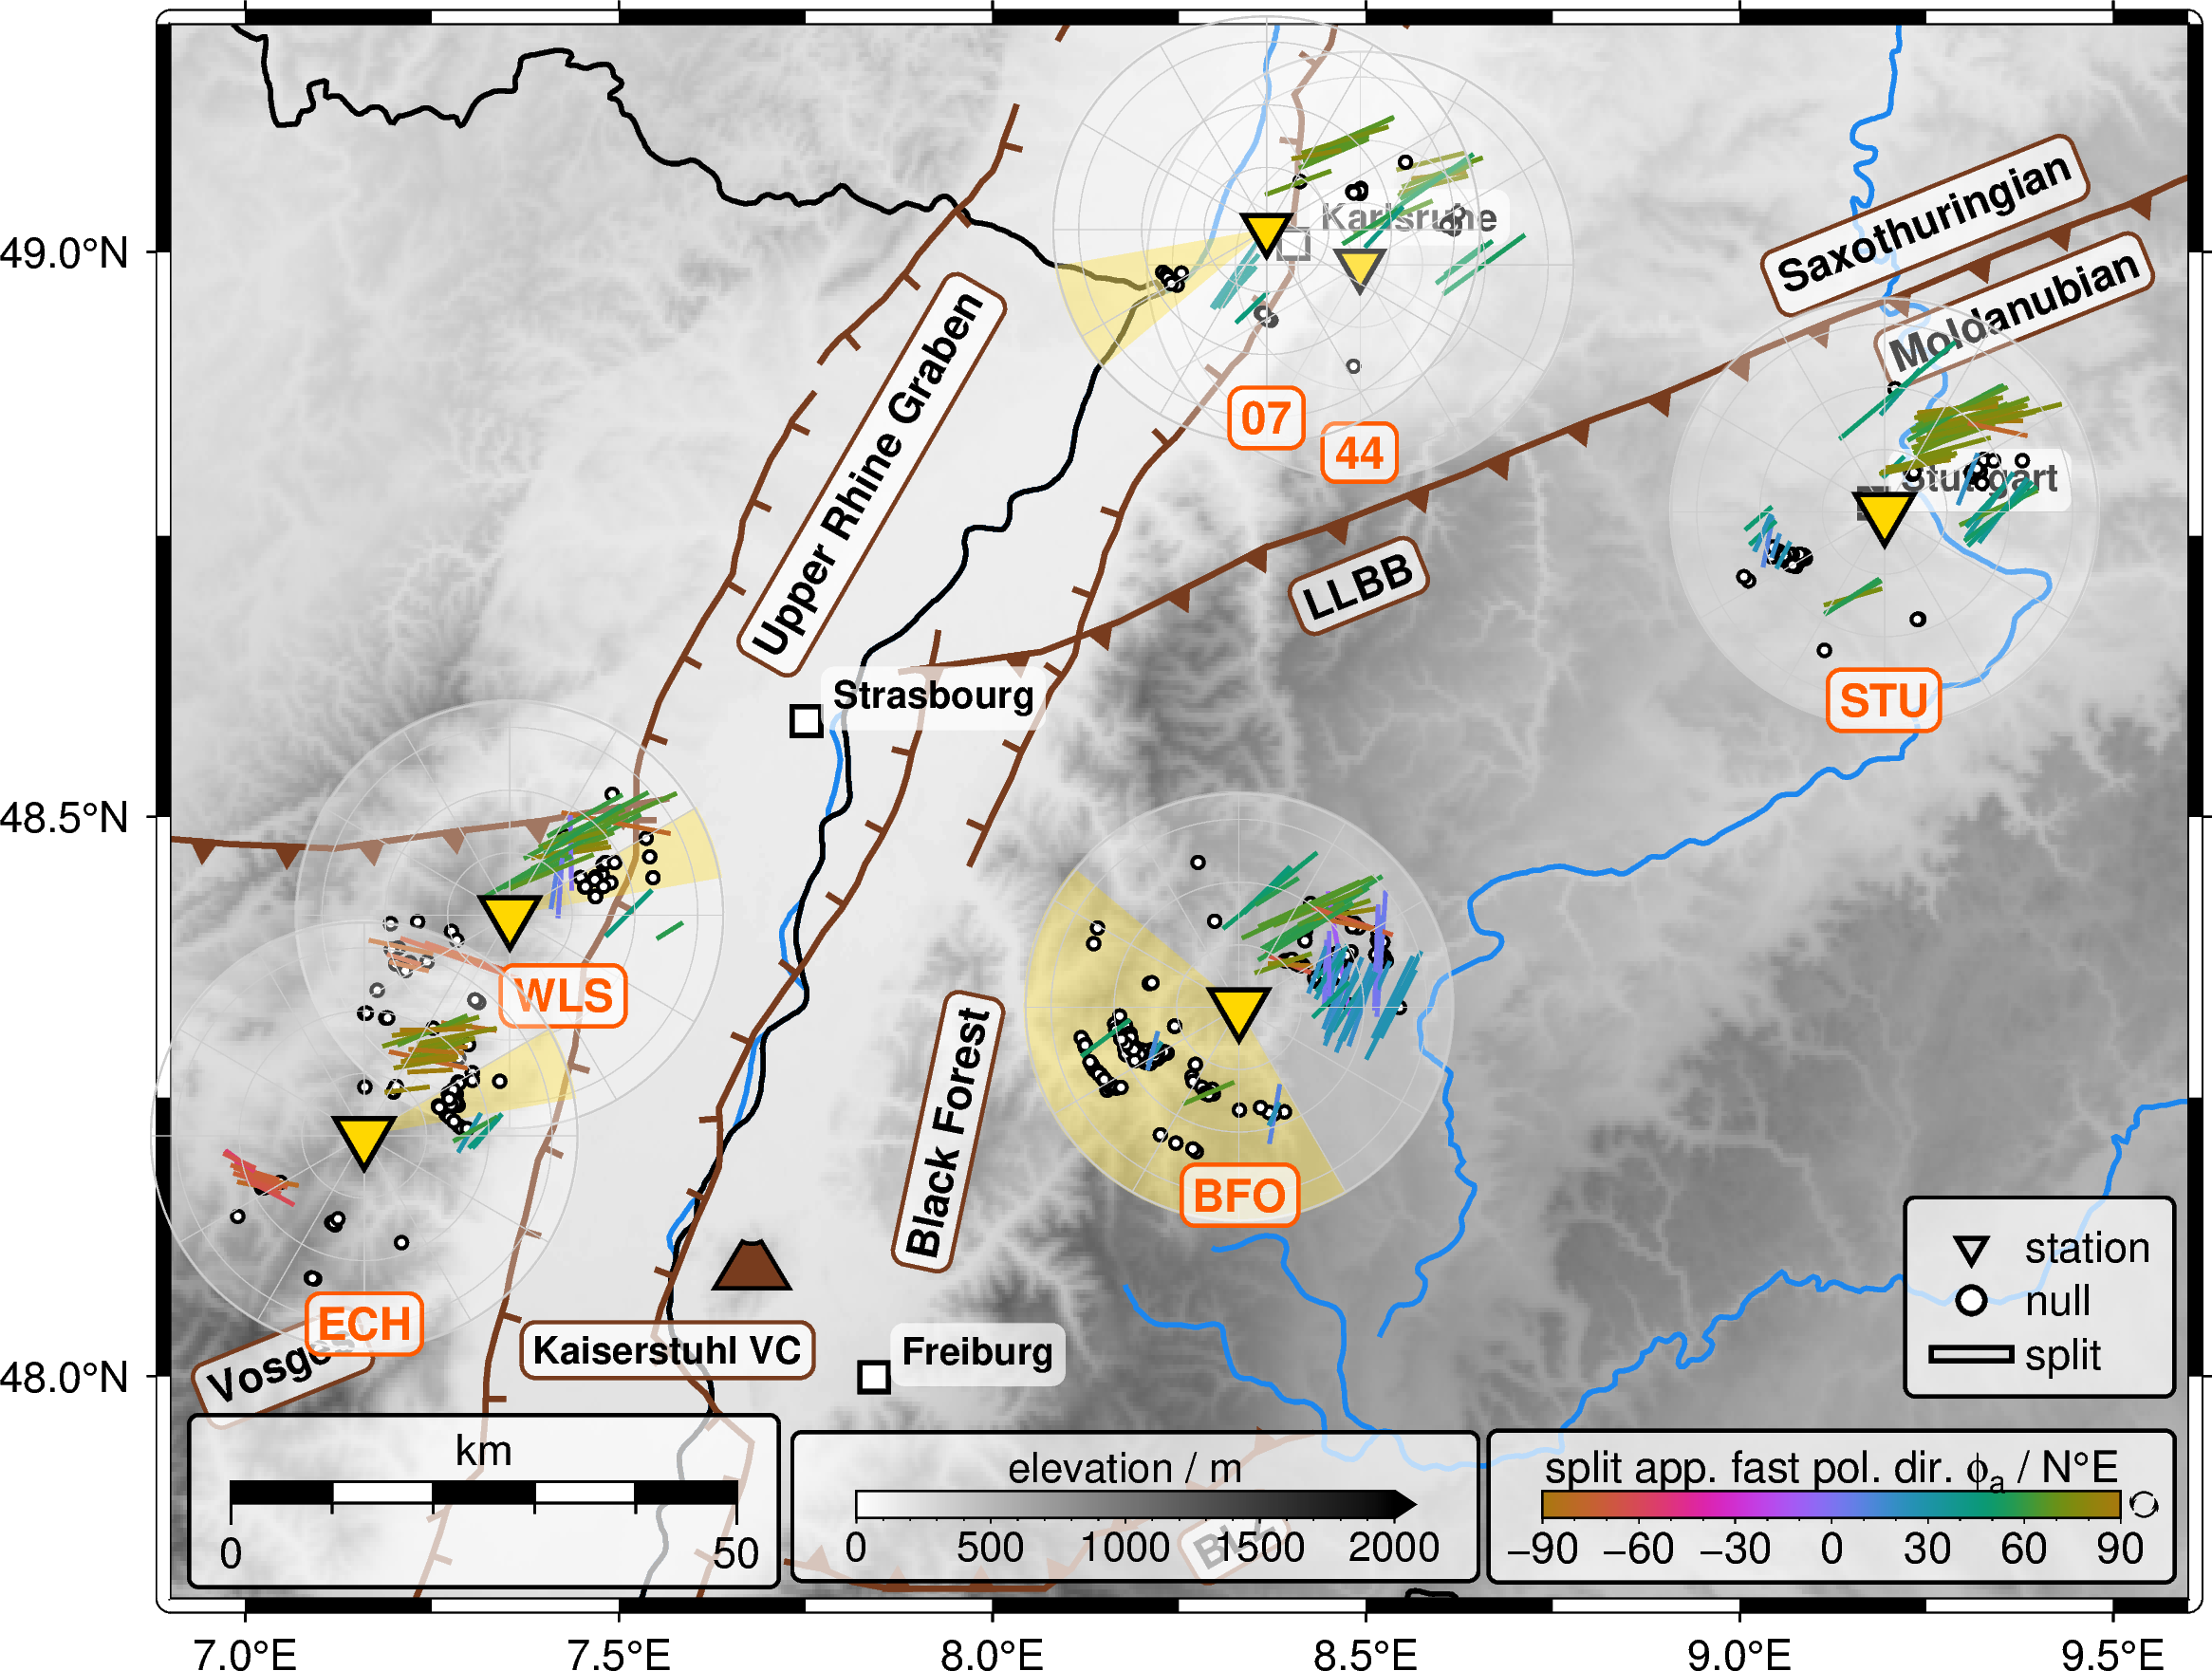 49.0°N
48.5°N
48.0°N
Karlsruhe
Saxothuringian
Moldanubian
Upper Rhine Graben
07
44
Stuttgart
LLBB
STU
Strasbourg
WLS
Black Forest
BFO
ECH
Vosges
Kaiserstuhl VC
Freiburg
station
null
split
km
0
50
elevation / m
0
500
1000
1500
2000
BLZ
split app. fast pol. dir. ϕa / N°E
−90
−60
−30
0
30
60
90
7.0°E
7.5°E
8.0°E
8.5°E
9.0°E
9.5°E